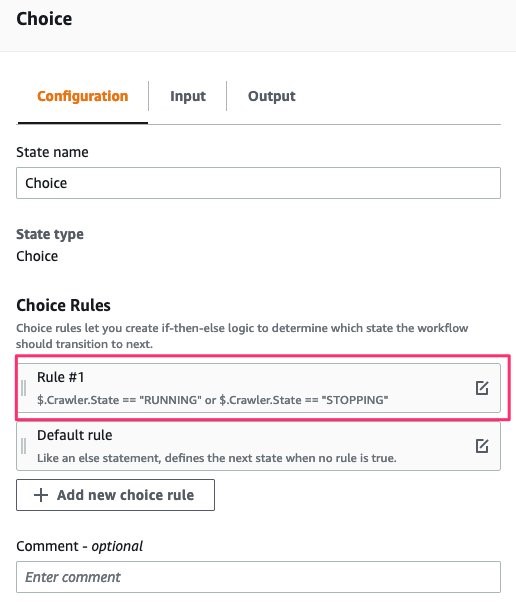 Choice
Configuration
Input
Output
State name
Choice
State type
Choice
Choice Rules
Choice rules let you create if-then-else logic to determine which state the workflow
should transition to next.
Rule #1
$.Crawler.State == "RUNNING" or $.Crawler.State == "STOPPING"
Default rule
Like an else statement, defines the next state when no rule is true.
Add new choice rule
Comment - optional
Enter comment